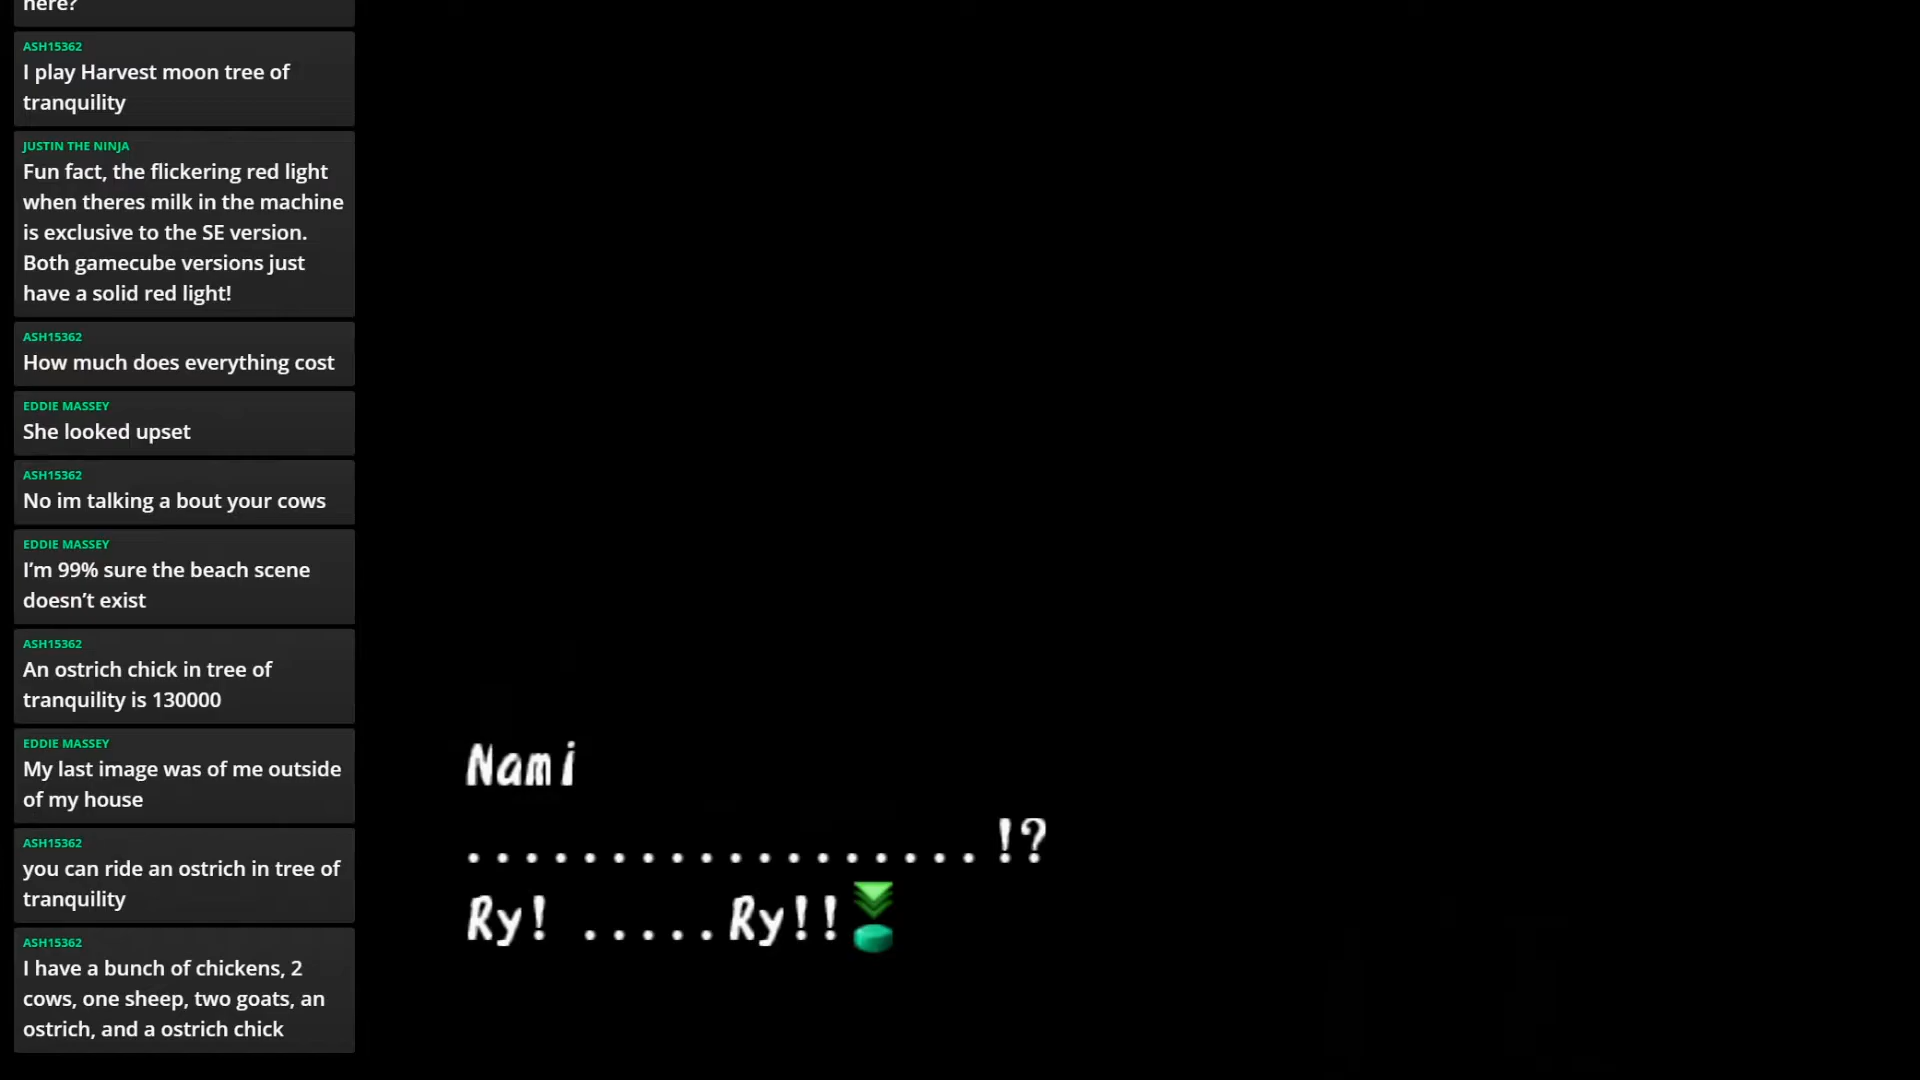 here?
ASH15362
I play Harvest moon tree of
tranquility
JUSTIN THE NINJA
Fun fact, the flickering red light
when theres milk in the machine
is exclusive to the SE version.
Both gamecube versions just
have a solid red light!
ASH15362
How much does everything cost
EDDIE MASSEY
She looked upset
ASH15362
No im talking a bout your cows
EDDIE MASSEY
I’m 99% sure the beach scene
doesn’t exist
ASH15362
An ostrich chick in tree of
tranquility is 130000
EDDIE MASSEY
My last image was of me outside
of my house
ASH15362
you can ride an ostrich in tree of
tranquility
ASH15362
I have a bunch of chickens, 2
cows, one sheep, two goats, an
ostrich, and a ostrich chick
Nami
..................!?
Ry! .....Ry!!